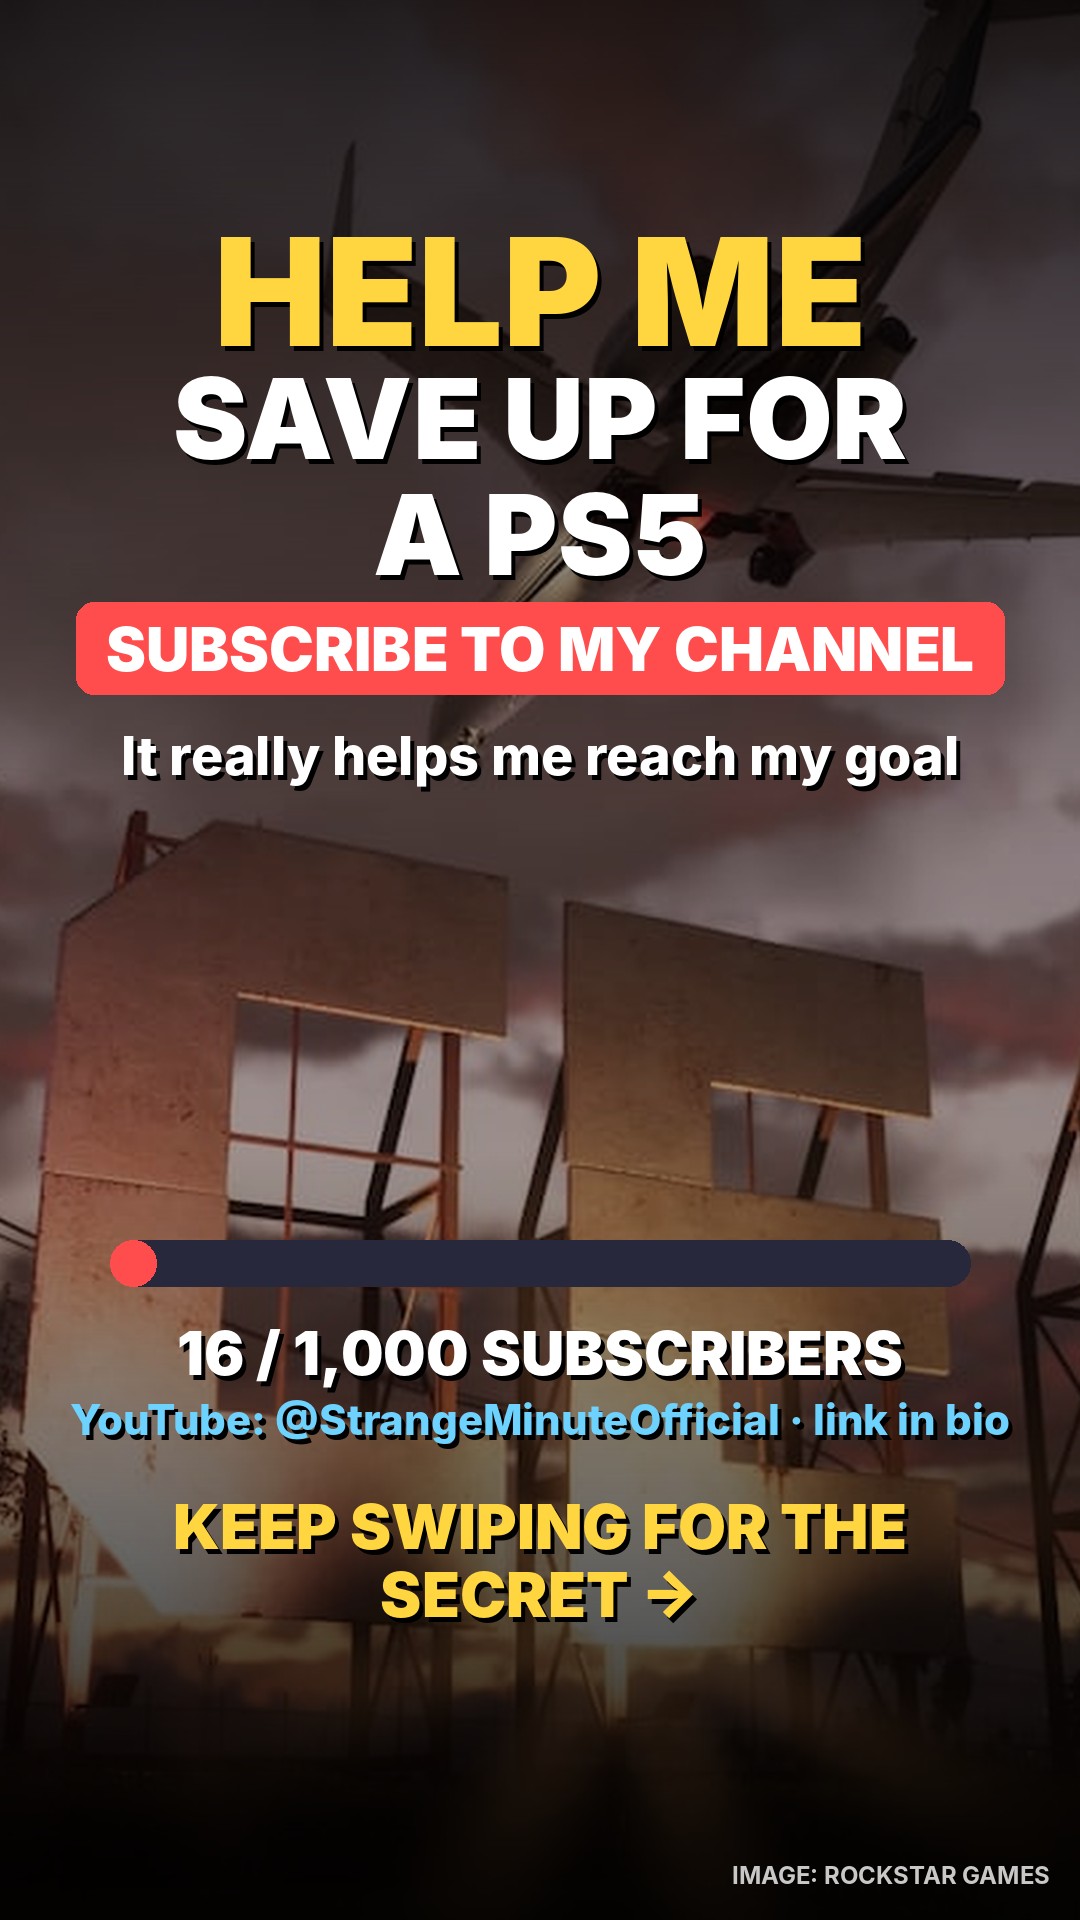 HELP ME
SAVE UP FOR
A PS5
SUBSCRIBE TO MY CHANNEL
It really helps me reach my goal
16 / 1,000 SUBSCRIBERS
YouTube: @StrangeMinuteOfficial · link in bio
KEEP SWIPING FOR THE
SECRET →
IMAGE: ROCKSTAR GAMES